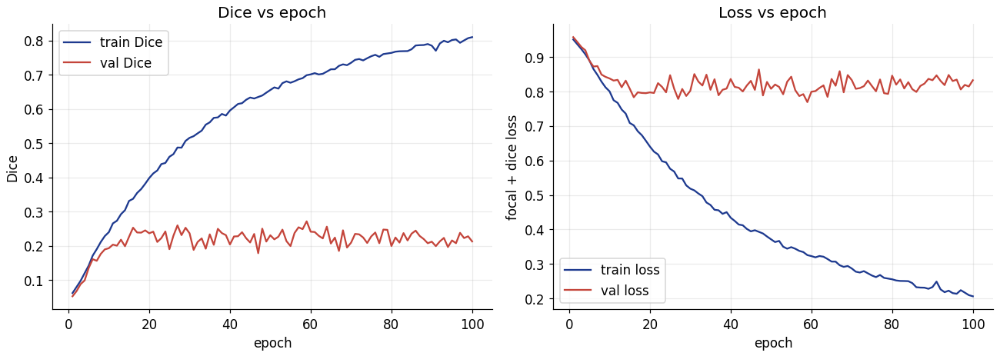 Dice vs epoch
train Dice
val Dice
Dice
0.8
0.7
0.6
0.5
0.4
0.3
0.2
0.1
0 20 40 60 80 100
epoch
Loss vs epoch
focal + dice loss
0.9
0.8
0.7
0.6
0.5
0.4
0.3
0.2
train loss
val loss
0 20 40 60 80 100
epoch